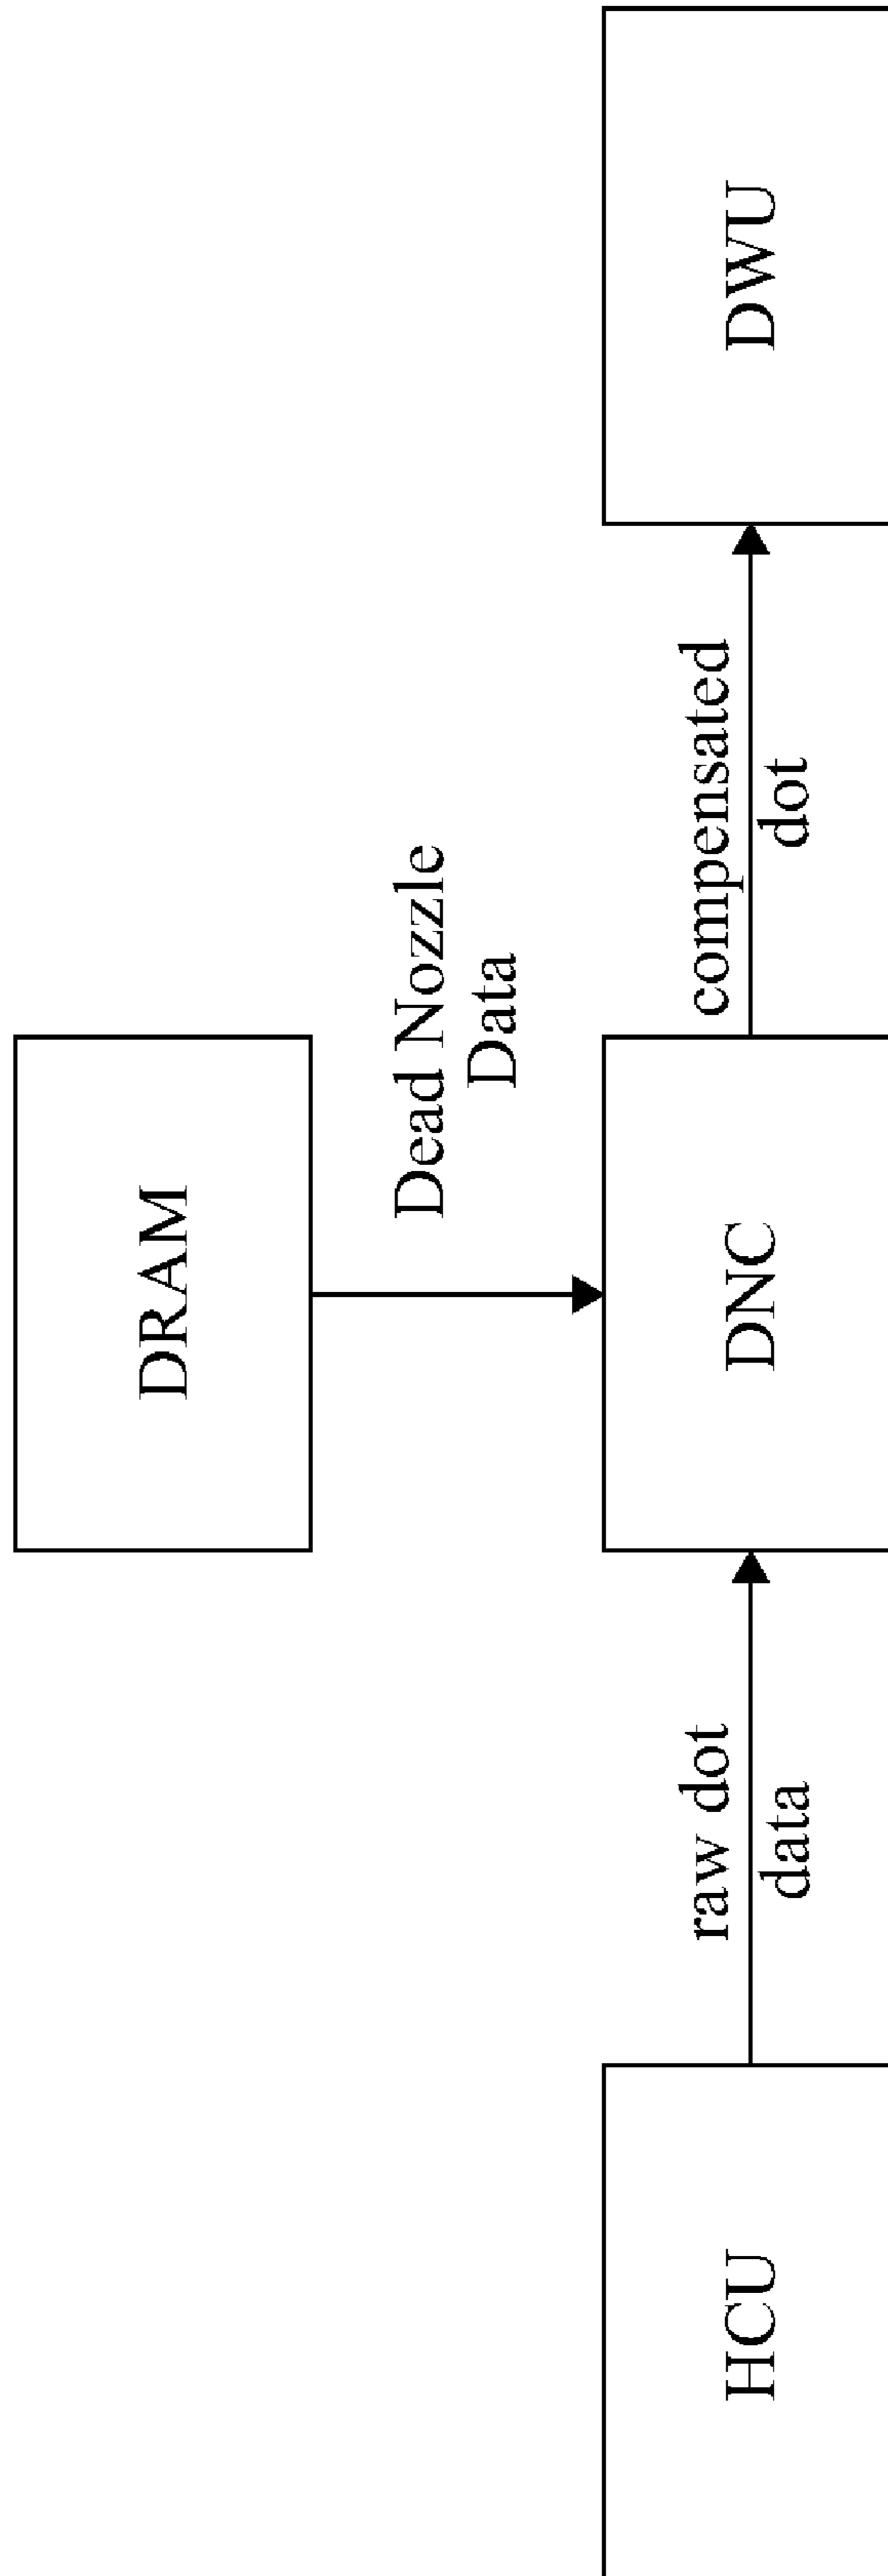 DRAM
Dead Nozzle
Data
HCU
raw dot
data
DNC
compensated
dot
DWU